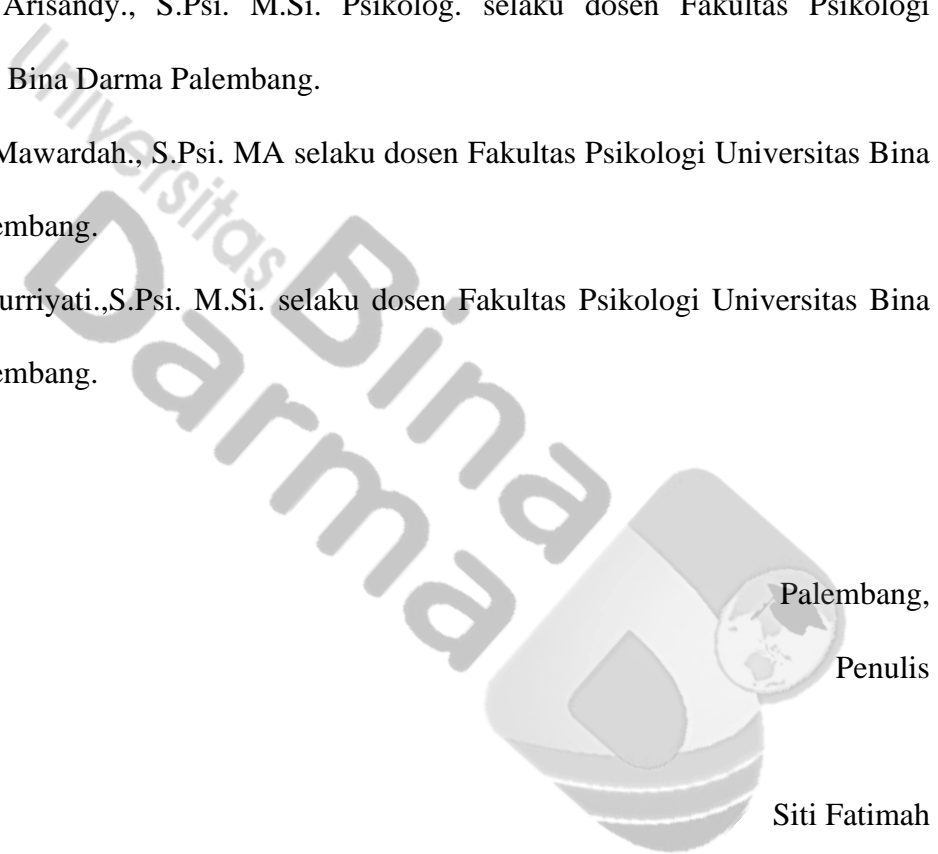 Arisandy., S.Psi. M.Si. Psikolog. selaku dosen Fakultas Psikologi
Bina Darma Palembang.
Mawardah., S.Psi. MA selaku dosen Fakultas Psikologi Universitas Bina
embang.
urriyati.,S.Psi. M.Si. selaku dosen Fakultas Psikologi Universitas Bina
embang.
Universitas
Bina
Darma
Palembang,
Penulis
Siti Fatimah